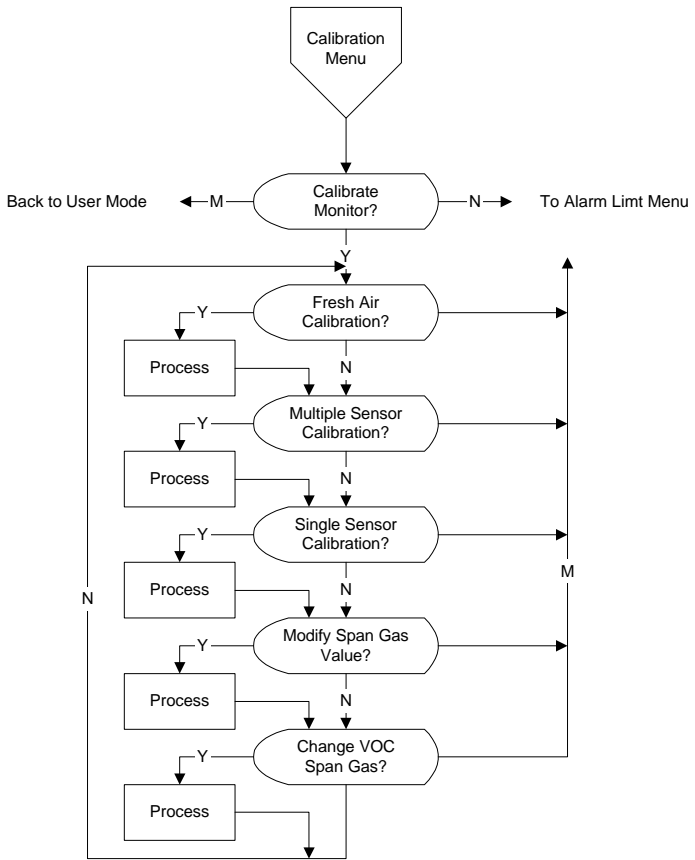 Calibration
Menu
Back to User Mode
M
Calibrate
Monitor?
N
To Alarm Limt Menu
Y
Fresh Air
Calibration?
Y
Process
N
Multiple Sensor
Calibration?
Y
Process
N
Single Sensor
Calibration?
Y
M
Process
N
N
Modify Span Gas
Value?
Y
Process
N
Change VOC
Span Gas?
Y
Process